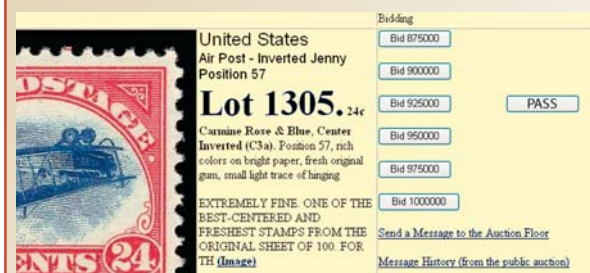 Bidding
United States
Air Post - Inverted Jenny
Position 57
Lot 1305. 24c
Carmine Rose & Blue, Center
Inverted (C3a). Position 57, rich
colors on bright paper, fresh original
gum, small light trace of hinging
EXTREMELY FINE. ONE OF THE
BEST-CENTERED AND
FRESHEST STAMPS FROM THE
ORIGINAL SHEET OF 100. FOR
TH (Image)
OSTAGE
ENTS 24
Bid 875000
Bid 900000
Bid 925000
PASS
Bid 950000
Bid 975000
Bid 1000000
Send a Message to the Auction Floor
Message History (from the public auction)